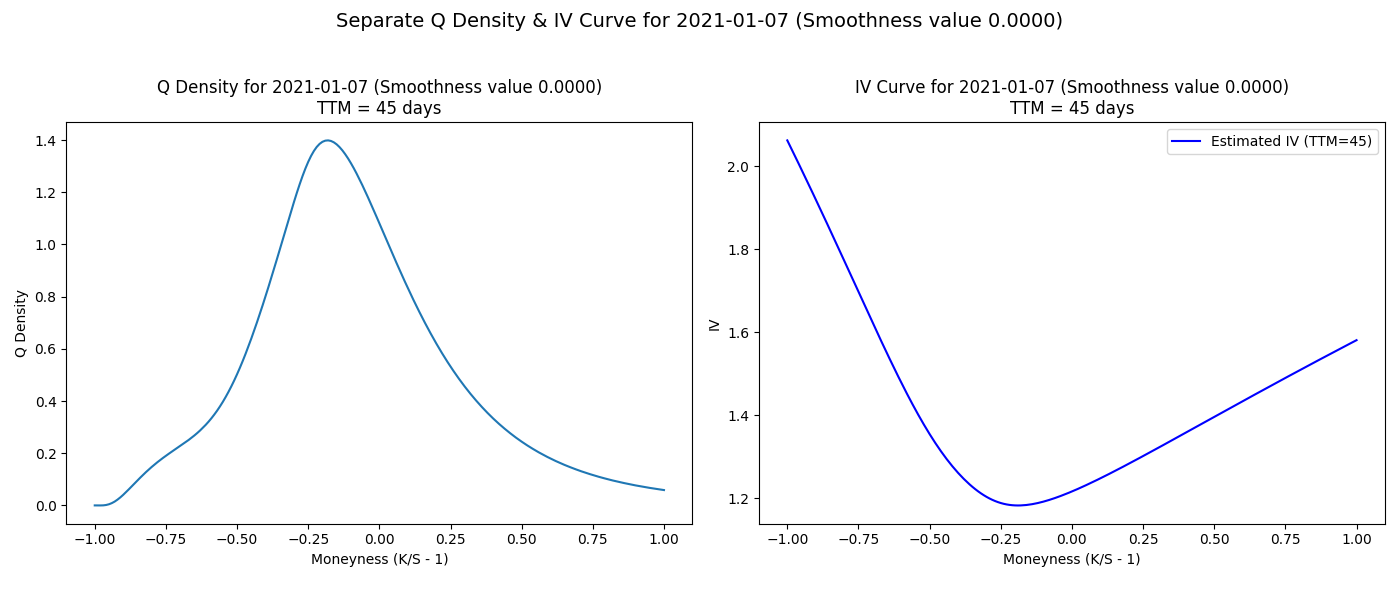 Separate Q Density & IV Curve for 2021-01-07 (Smoothness value 0.0000)
Q Density for 2021-01-07 (Smoothness value 0.0000)
TTM = 45 days
1.4
1.2
1.0
0.8
0.6
0.4
0.2
0.0
Q Density
−1.00 −0.75 −0.50 −0.25 0.00 0.25 0.50 0.75 1.00
Moneyness (K/S - 1)
IV Curve for 2021-01-07 (Smoothness value 0.0000)
TTM = 45 days
Estimated IV (TTM=45)
2.0
1.8
1.6
1.4
1.2
IV
−1.00 −0.75 −0.50 −0.25 0.00 0.25 0.50 0.75 1.00
Moneyness (K/S - 1)